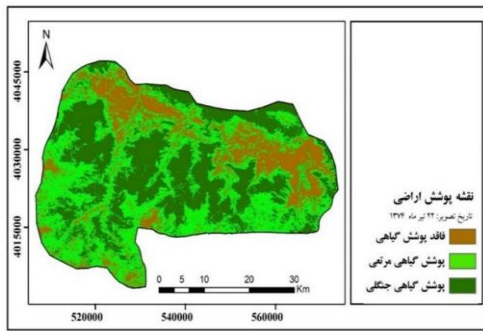 N
4045000
4030000
4015000
520000
540000
560000
0 5 10 20 30
Km
نقشه پوشش اراضی
تاریخ تصویر: ۲۲ تیر ماه ۱۳۷۴
فاقد پوشش گیاهی
پوشش گیاهی مرتعی
پوشش گیاهی جنگلی